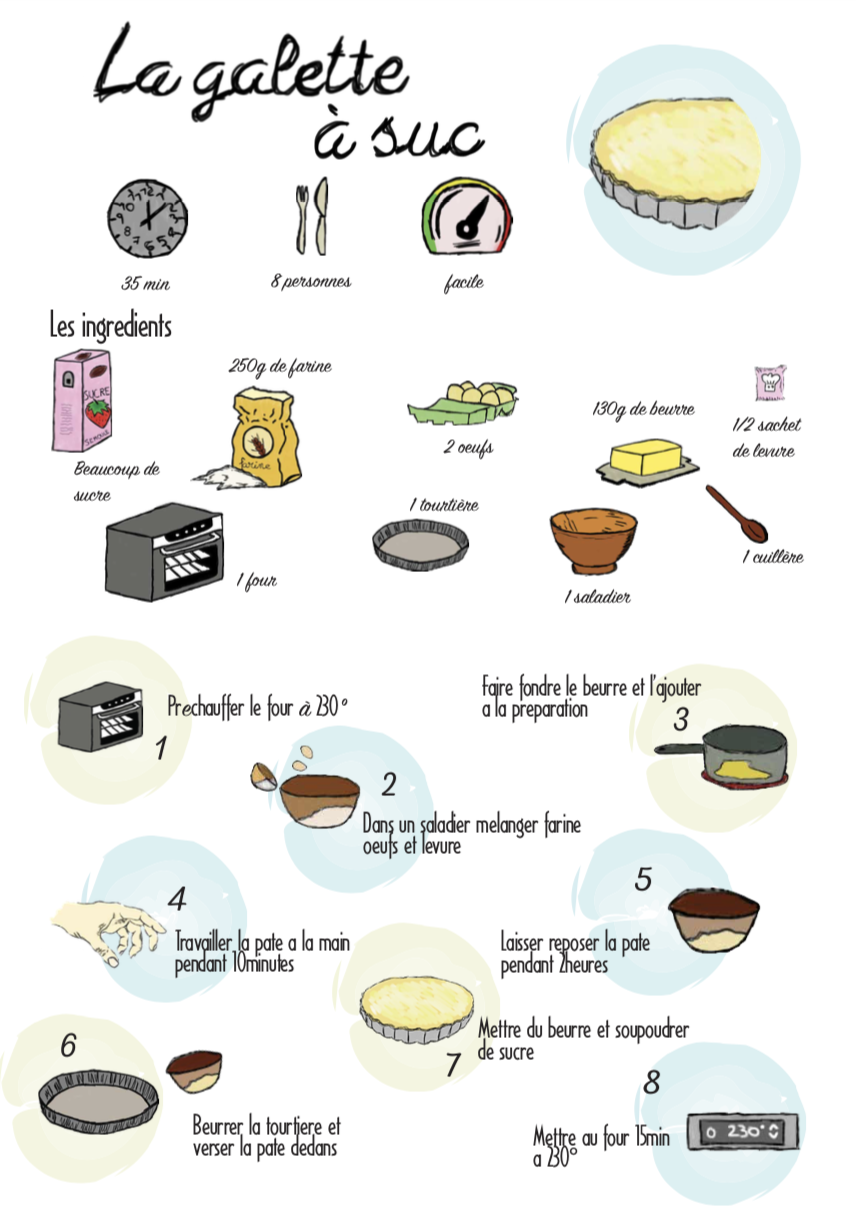 La galette
à suc
35 min
8 personnes
facile
Les ingredients
SUCRE
Beaucoup de
sucre
250g de farine
farine
2 oeufs
130g de beurre
1/2 sachet
de levure
1 four
1 tourtière
1 saladier
1 cuillère
Prechauffer le four à 230°
1
2
Dans un saladier melanger farine
oeufs et levure
Faire fondre le beurre et l'ajouter
a la preparation
3
4
Travailler la pate a la main
pendant 10minutes
5
Laisser reposer la pate
pendant 2heures
6
Beurrer la tourtiere et
verser la pate dedans
Mettre du beurre et soupoudrer
de sucre
7
8
Mettre au four 15min
a 230°
0 230°